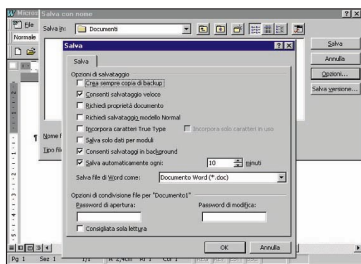 Micros
Salva con nome
File
Salva in: Documenti
Normale
Salva
Annulla
Opzioni...
Salva versione...
Salva
Salva
Opzioni di salvataggio
Crea sempre copia di backup
Consenti salvataggio veloce
Richiedi proprietà documento
Richiedi salvataggio modello Normal
Incorpora caratteri True Type
Incorpora solo caratteri in uso
Salva solo dati per moduli
Consenti salvataggi in background
Salva automaticamente ogni: 10 minuti
Salva file di Word come: Documento Word (*.doc)
Opzioni di condivisione file per "Documento1"
Password di apertura: Password di modifica:
Consigliata sola lettura
OK Annulla
Nome f
Tipo file
Pg 1 Sez 1 1/1